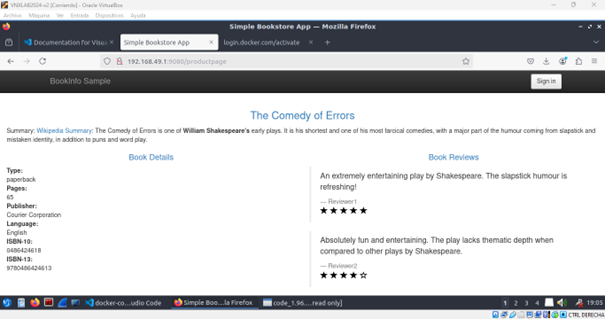 VNXLAB2024-v2 [Corriendo] - Oracle VirtualBox
Archivo Máquina Ver Entrada Dispositivos Ayuda
Simple Bookstore App — Mozilla Firefox
Documentation for Visu
Simple Bookstore App
login.docker.com/activate
192.168.49.1:9080/productpage
BookInfo Sample
Sign in
The Comedy of Errors
Summary: Wikipedia Summary: The Comedy of Errors is one of William Shakespeare's early plays. It is his shortest and one of his most farcical comedies, with a major part of the humour coming from slapstick and
mistaken identity, in addition to puns and word play.
Book Details
Type:
paperback
Pages:
65
Publisher:
Courier Corporation
Language:
English
ISBN-10:
0486424618
ISBN-13:
9780486424613
Book Reviews
An extremely entertaining play by Shakespeare. The slapstick humour is
refreshing!
— Reviewer1
Absolutely fun and entertaining. The play lacks thematic depth when
compared to other plays by Shakespeare.
— Reviewer2
docker-co...udio Code
Simple Boo...la Firefox
code_1.96....read only]
1 2 3 4
19:05
CTRL DERECHA